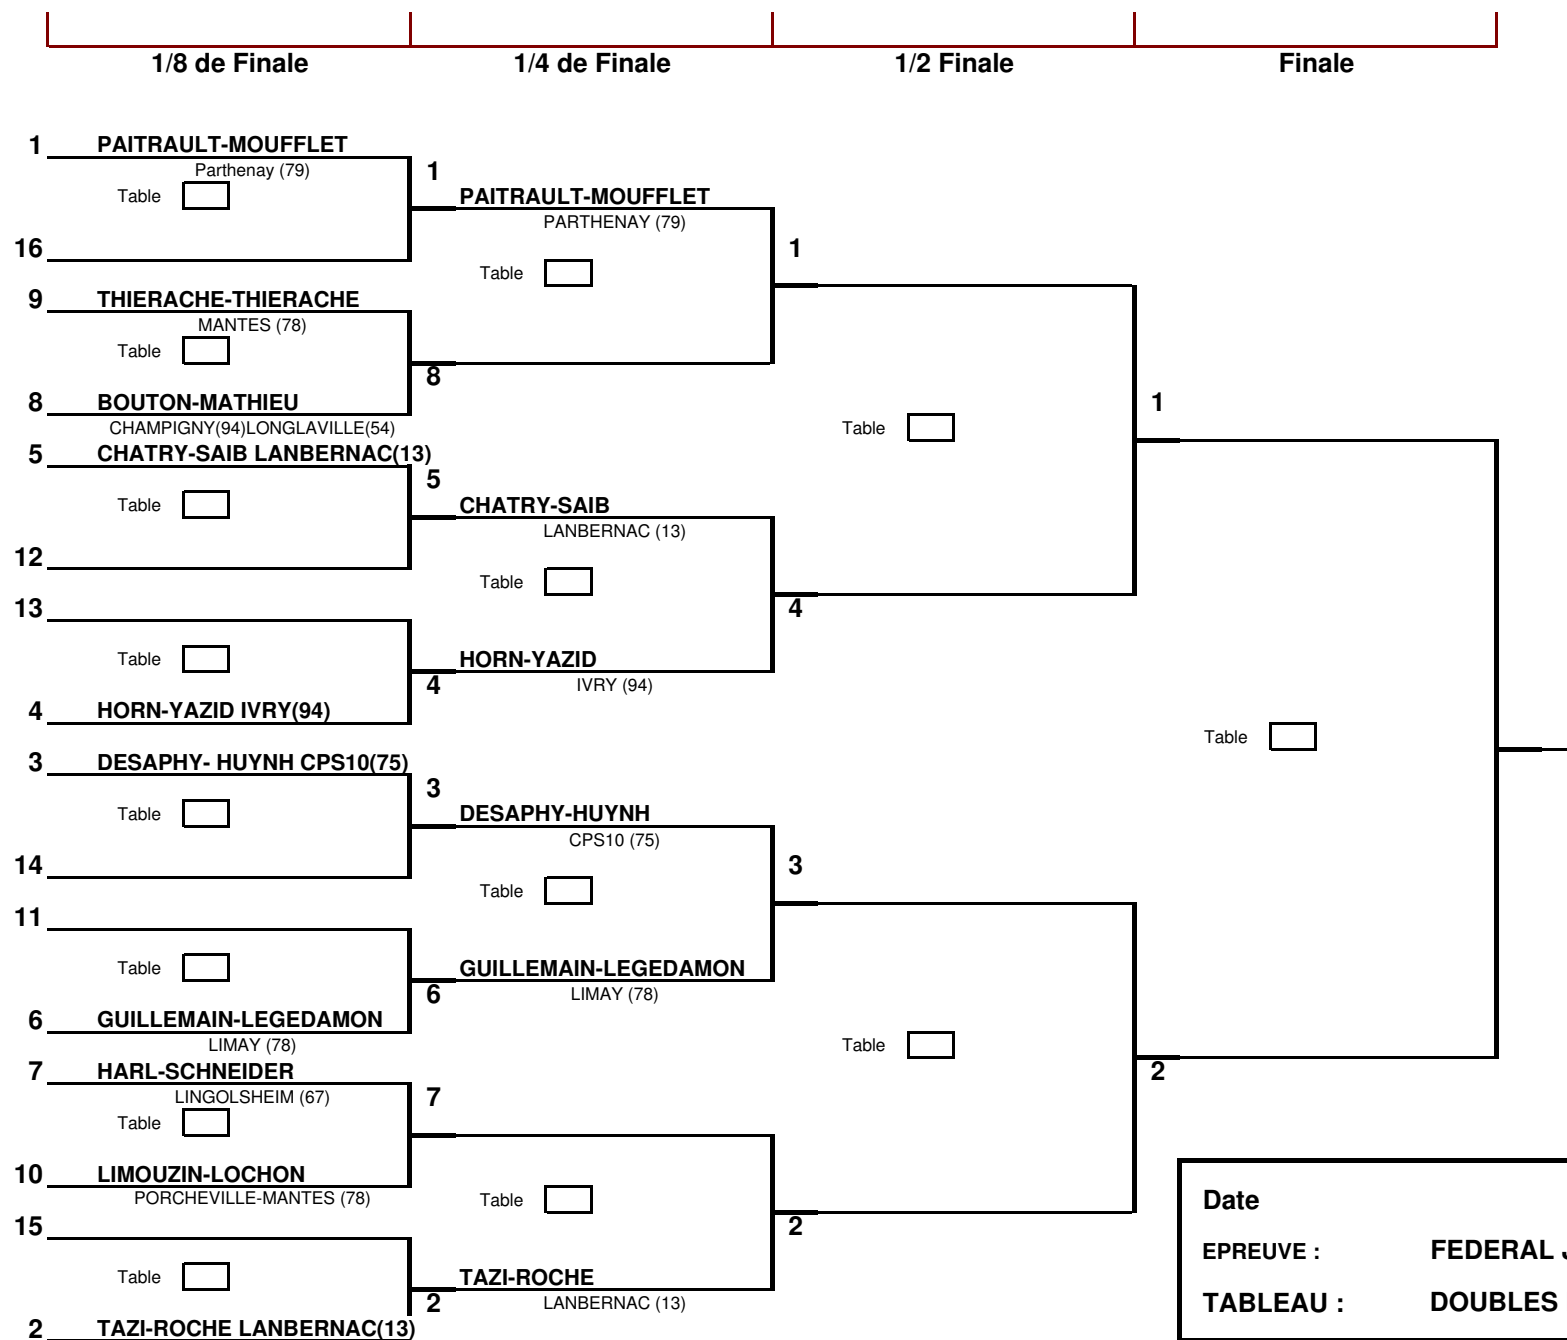 1/8 de Finale 1/4 de Finale 1/2 Finale Finale
1 PAITRAULT-MOUFFLET
Parthenay (79)
1
Table
PAITRAULT-MOUFFLET
PARTHENAY (79)
16
1
Table
9 THIERACHE-THIERACHE
MANTES (78)
Table
8
8 BOUTON-MATHIEU
1
CHAMPIGNY(94)LONGLAVILLE(54)
Table
5 CHATRY-SAIB LANBERNAC(13)
5
Table
CHATRY-SAIB
LANBERNAC (13)
12
Table
13
4
Table
HORN-YAZID
4
IVRY (94)
4 HORN-YAZID IVRY(94)
Table
3 DESAPHY- HUYNH CPS10(75)
3
Table
DESAPHY-HUYNH
CPS10 (75)
14
3
Table
11
Table
GUILLEMAIN-LEGEDAMON
6
LIMAY (78)
6 GUILLEMAIN-LEGEDAMON
LIMAY (78)
Table
7 HARL-SCHNEIDER
2
LINGOLSHEIM (67)
7
Table
10 LIMOUZIN-LOCHON
PORCHEVILLE-MANTES (78)
Table
Date
15
2
EPREUVE : FEDERAL J
Table
TAZI-ROCHE
2
LANBERNAC (13)
TABLEAU : DOUBLES
2 TAZI-ROCHE LANBERNAC(13)